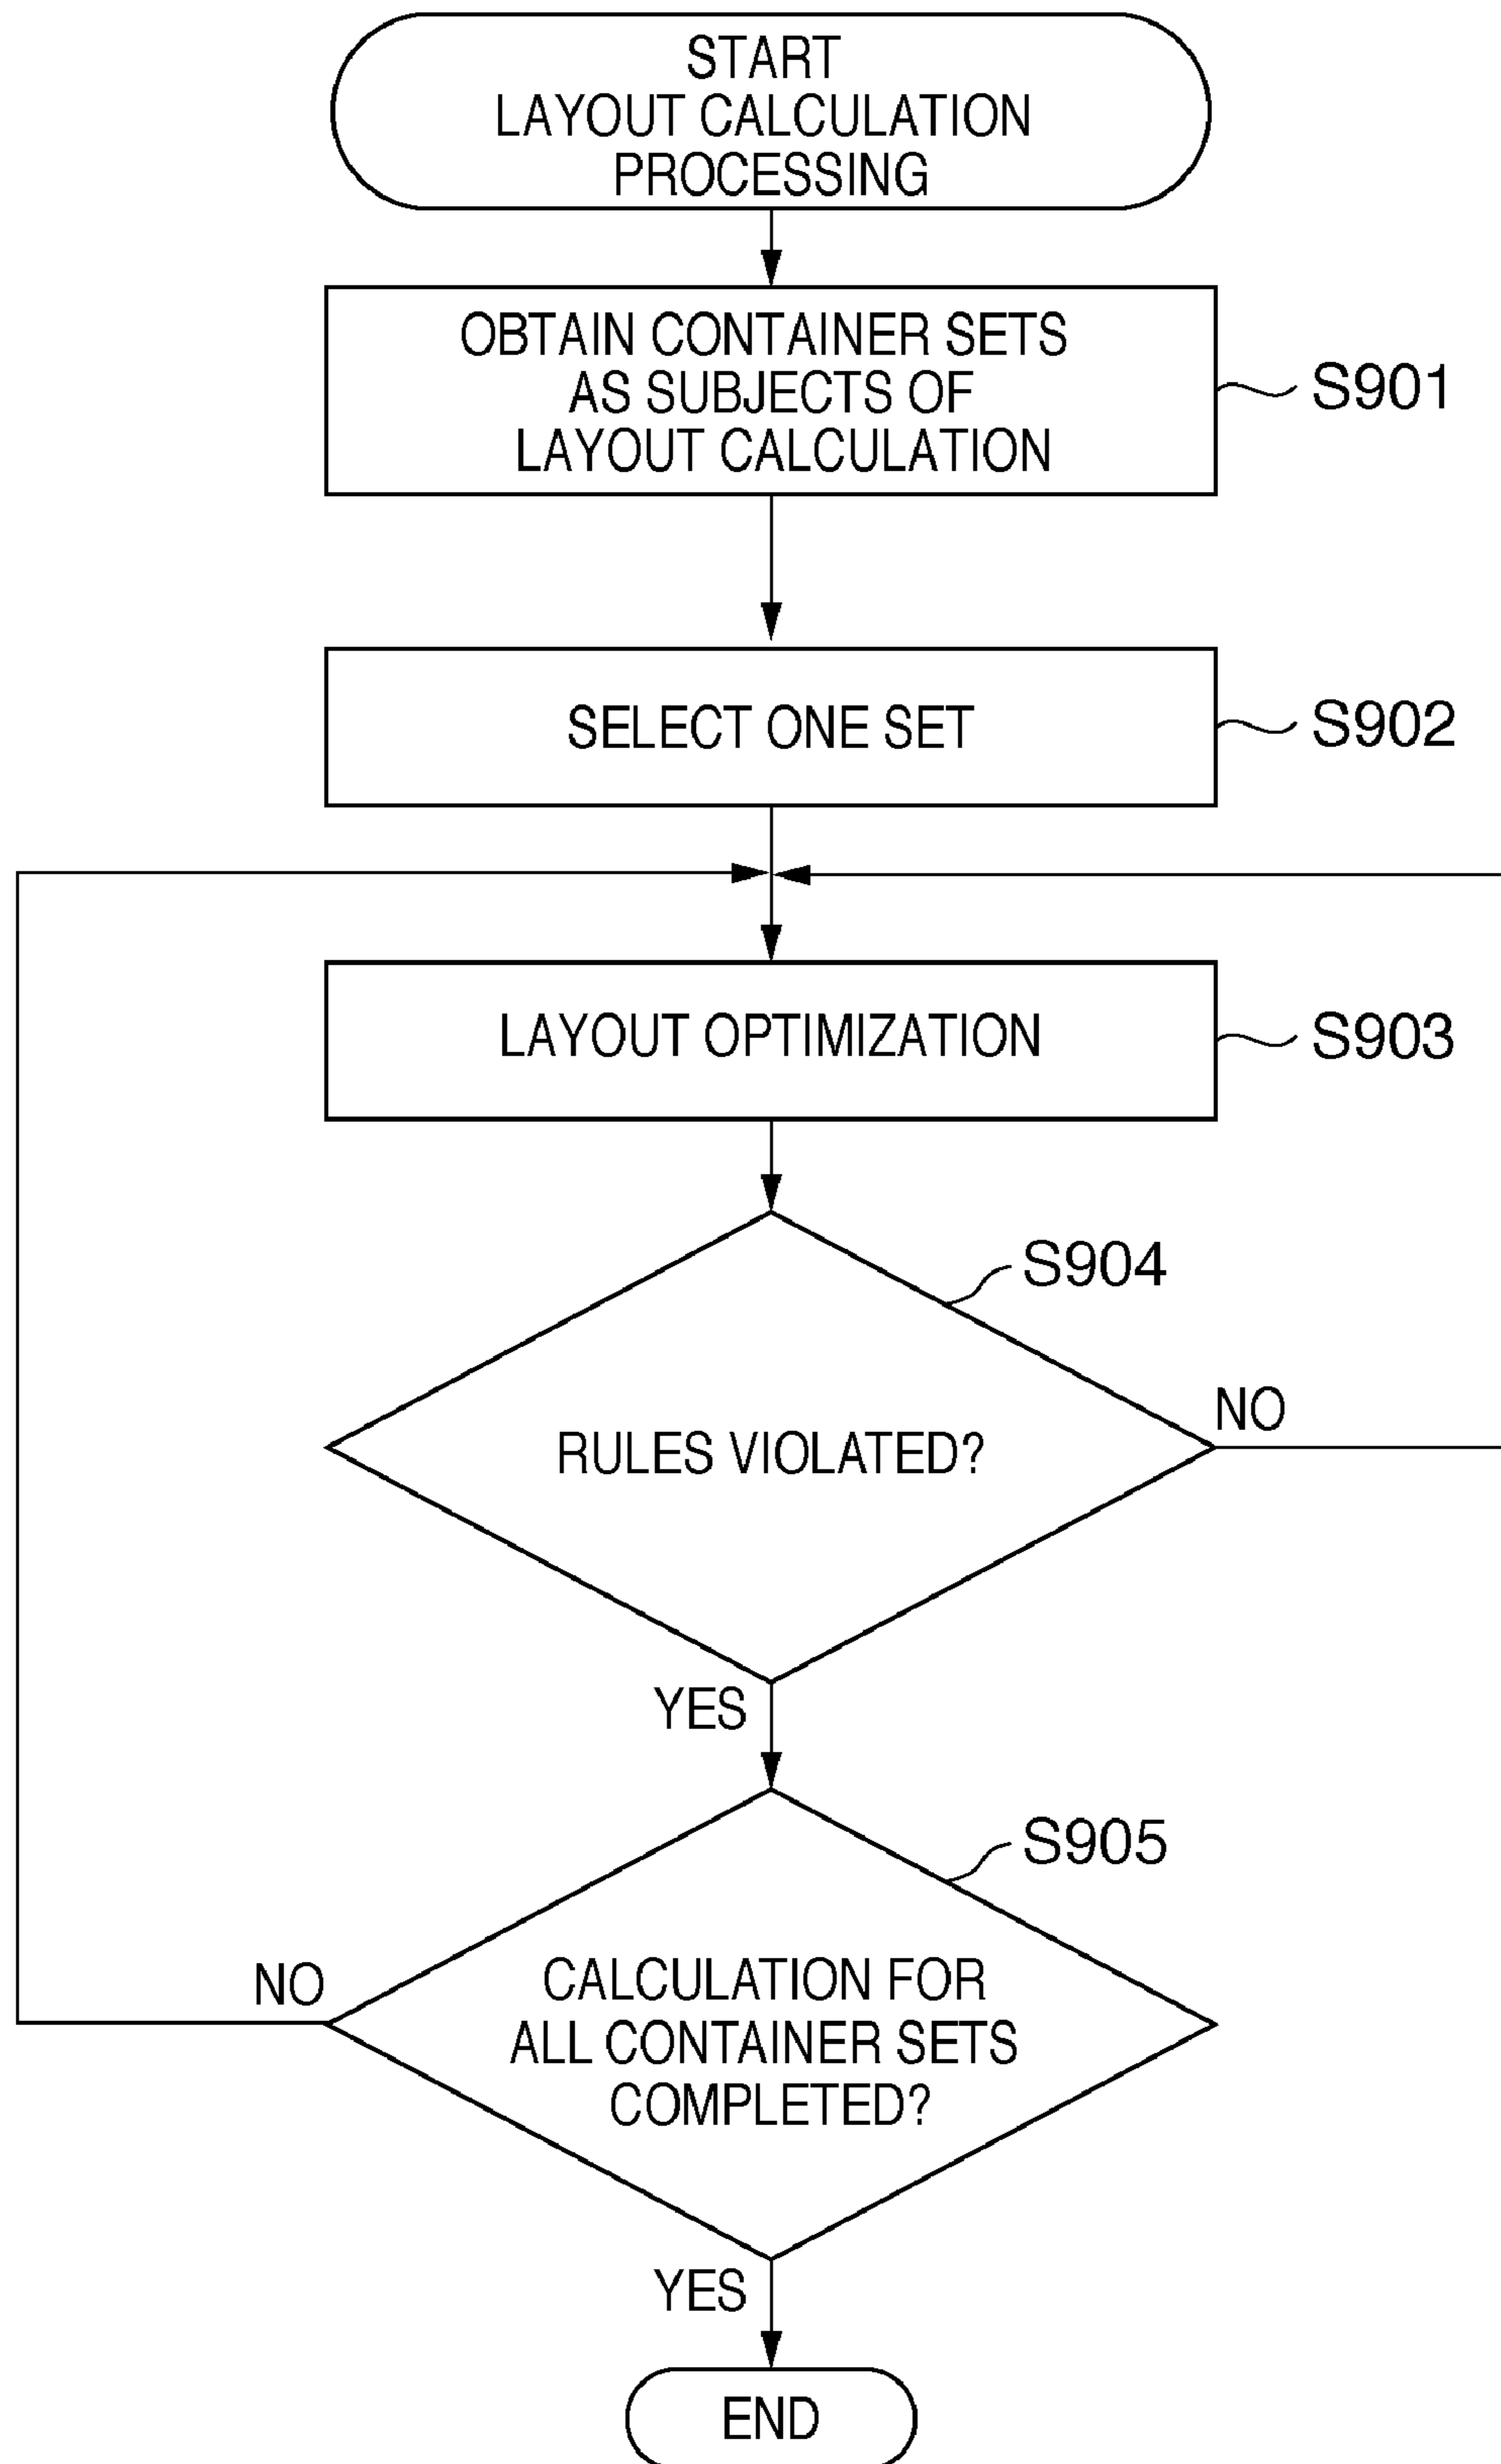 START
LAYOUT CALCULATION
PROCESSING
OBTAIN CONTAINER SETS
AS SUBJECTS OF
LAYOUT CALCULATION
S901
SELECT ONE SET
S902
LAYOUT OPTIMIZATION
S903
S904
RULES VIOLATED?
NO
YES
S905
CALCULATION FOR
ALL CONTAINER SETS
COMPLETED?
NO
YES
END